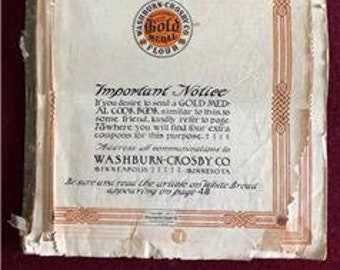 WASHBURN-CROSBY CO.
Gold
MEDAL
FLOUR
Important Notice
If you desire to send a GOLD MED-
AL COOK BOOK similar to this, to
some friend, kindly refer to page
73 where you will find four extra
coupons for this purpose.
Address all communications to
WASHBURN-CROSBY CO.
MINNEAPOLIS MINNESOTA
Be sure and read the article on White Bread
appearing on page 48